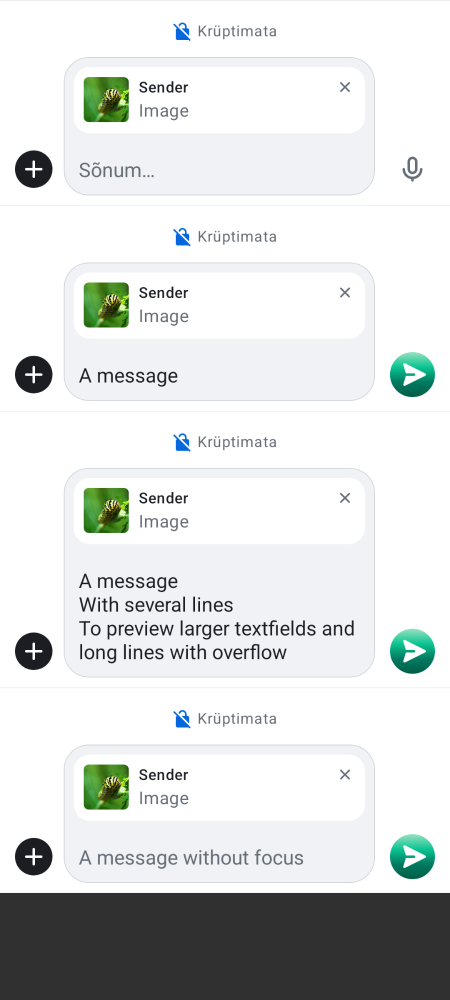 Krüptimata
Sender
Image
Sõnum...
Krüptimata
Sender
Image
A message
Krüptimata
Sender
Image
A message
With several lines
To preview larger textfields and
long lines with overflow
Krüptimata
Sender
Image
A message without focus